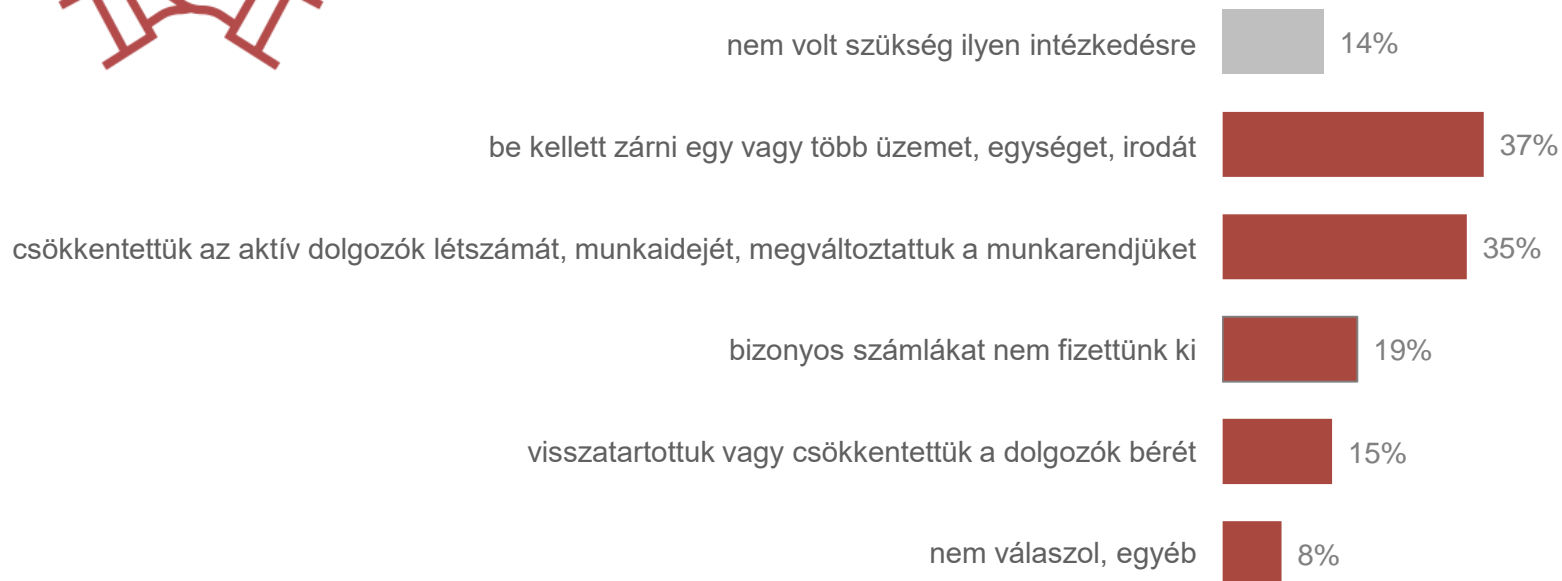 nem volt szükség ilyen intézkedésre 14%
be kellett zárni egy vagy több üzemet, egységet, irodát 37%
csökkentettük az aktív dolgozók létszámát, munkaidejét, megváltoztattuk a munkarendjüket 35%
bizonyos számlákat nem fizettünk ki 19%
visszatartottuk vagy csökkentettük a dolgozók bérét 15%
nem válaszol, egyéb 8%